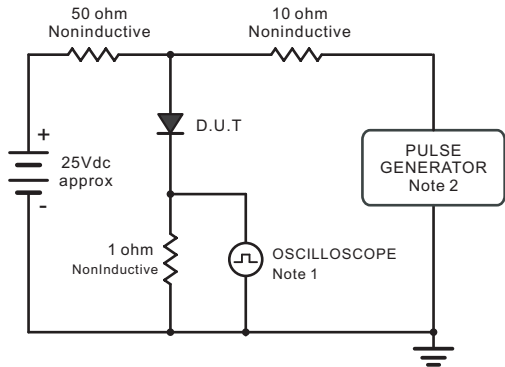 50 ohm
Noninductive
10 ohm
Noninductive
D.U.T
+
25Vdc
approx
-
PULSE
GENERATOR
Note 2
1 ohm
NonInductive
OSCILLOSCOPE
Note 1